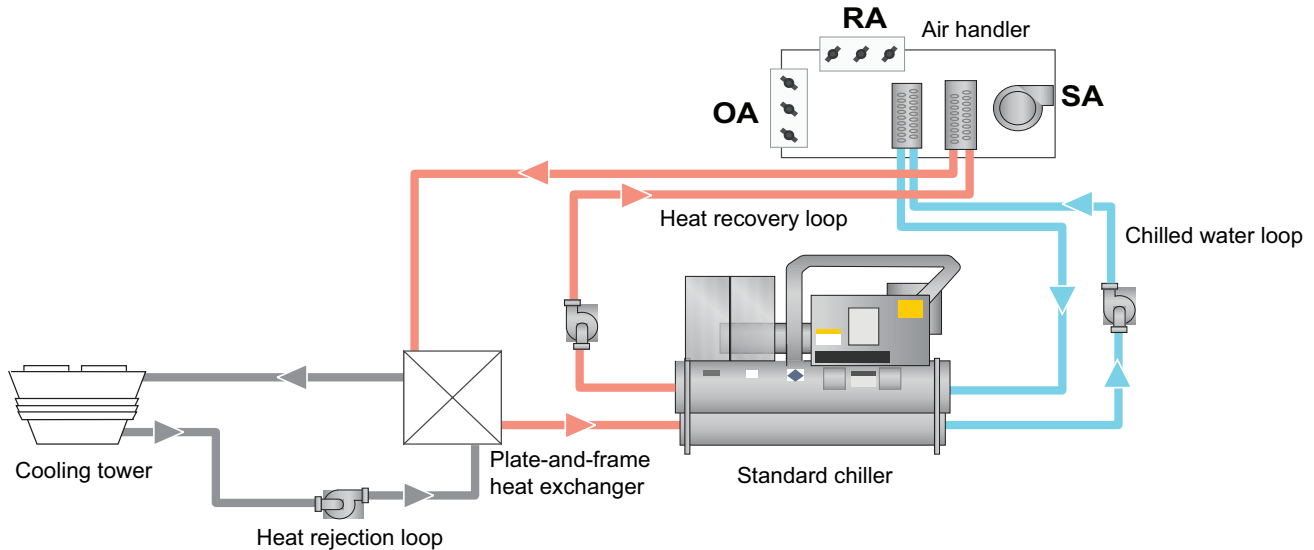 RA
Air handler
OA
SA
Heat recovery loop
Chilled water loop
Cooling tower
Plate-and-frame
heat exchanger
Standard chiller
Heat rejection loop